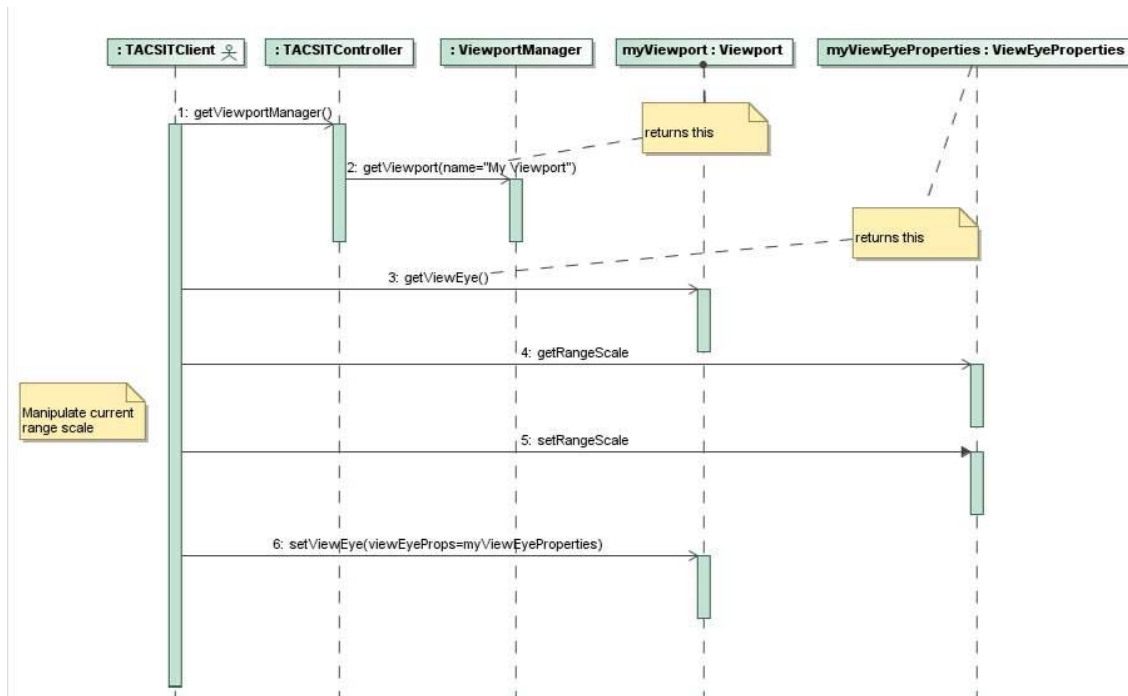 : TACSITClient
: TACSITController
: ViewportManager
myViewport : Viewport
myViewEyeProperties : ViewEyeProperties
1: getViewportManager()
returns this
2: getViewport(name="My Viewport")
returns this
3: getViewEye()
4: getRangeScale
Manipulate current
range scale
5: setRangeScale
6: setViewEye(viewEyeProps=myViewEyeProperties)